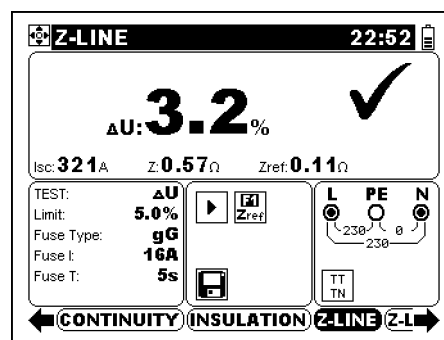 Z-LINE 22:52
ΔU: 3.2%
Isc: 321A Z: 0.57Ω Zref: 0.11Ω
TEST: ΔU
Limit: 5.0%
Fuse Type: gG
Fuse I: 16A
Fuse T: 5s
F1
Zref
L PE N
230 0
230
TT
TN
CONTINUITY INSULATION Z-LINE Z-L